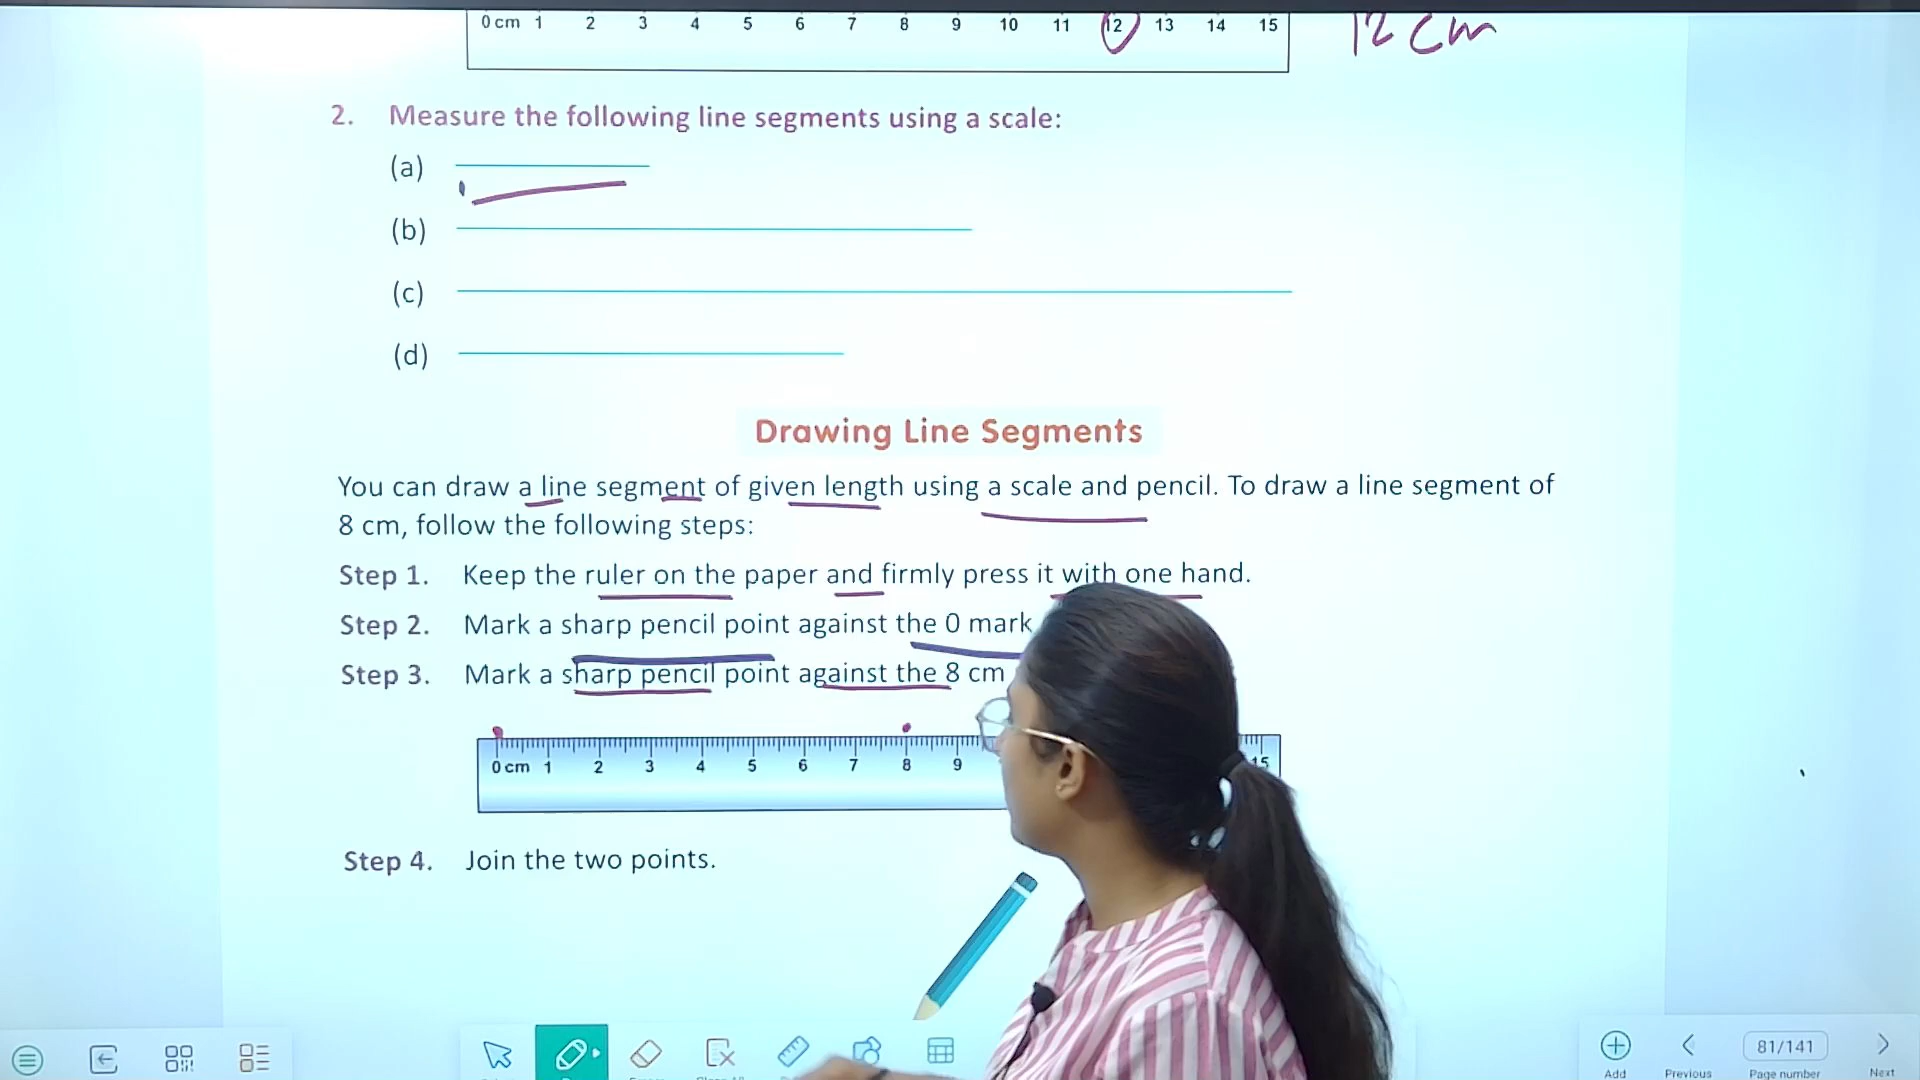 0 cm 1 2 3 4 5 6 7 8 9 10 11 12 13 14 15
12 cm
2. Measure the following line segments using a scale:
(a)
(b)
(c)
(d)
Drawing Line Segments
You can draw a line segment of given length using a scale and pencil. To draw a line segment of
8 cm, follow the following steps:
Step 1. Keep the ruler on the paper and firmly press it with one hand.
Step 2. Mark a sharp pencil point against the 0 mark
Step 3. Mark a sharp pencil point against the 8 cm
0 cm 1 2 3 4 5 6 7 8 9 15
Step 4. Join the two points.
Add Previous 81/141 Page number Next